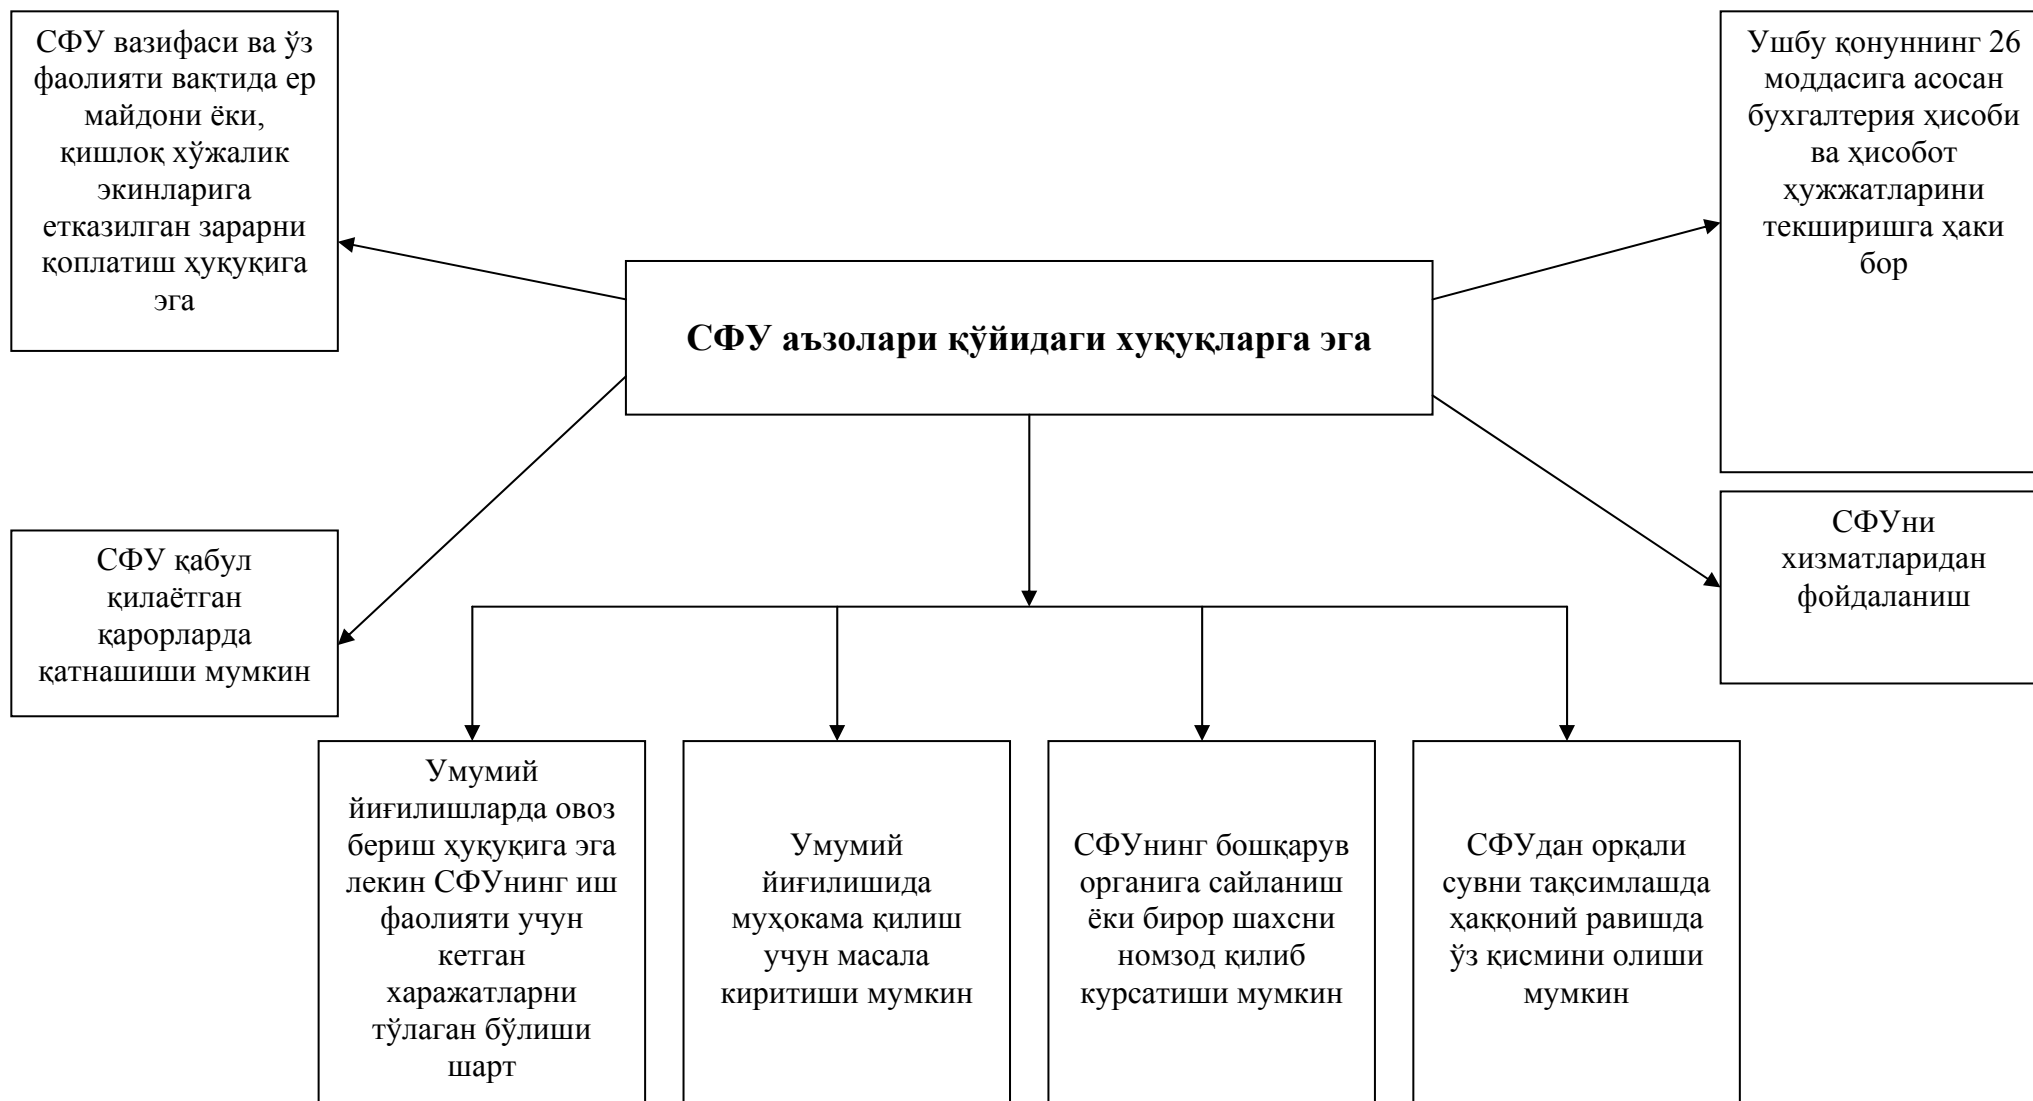 СФУ вазифаси ва ўз
фаолияти вақтида ер
майдони ёки,
қишлоқ хўжалик
экинларига
етказилган зарарни
қоплатиш ҳуқуқига
эга
Ушбу қонуннинг 26
моддасига асосан
бухгалтерия ҳисоби
ва ҳисобот
ҳужжатларини
текширишга ҳаки
бор
СФУ аъзолари қўйидаги хуқуқларга эга
СФУ қабул
қилаётган
қарорларда
қатнашиши мумкин
СФУни
хизматларидан
фойдаланиш
Умумий
йиғилишларда овоз
бериш ҳуқуқига эга
лекин СФУнинг иш
фаолияти учун
кетган
харажатларни
тўлаган бўлиши
шарт
Умумий
йиғилишида
муҳокама қилиш
учун масала
киритиши мумкин
СФУнинг бошқарув
органига сайланиш
ёки бирор шахсни
номзод қилиб
курсатиши мумкин
СФУдан орқали
сувни тақсимлашда
ҳаққоний равишда
ўз қисмини олиши
мумкин